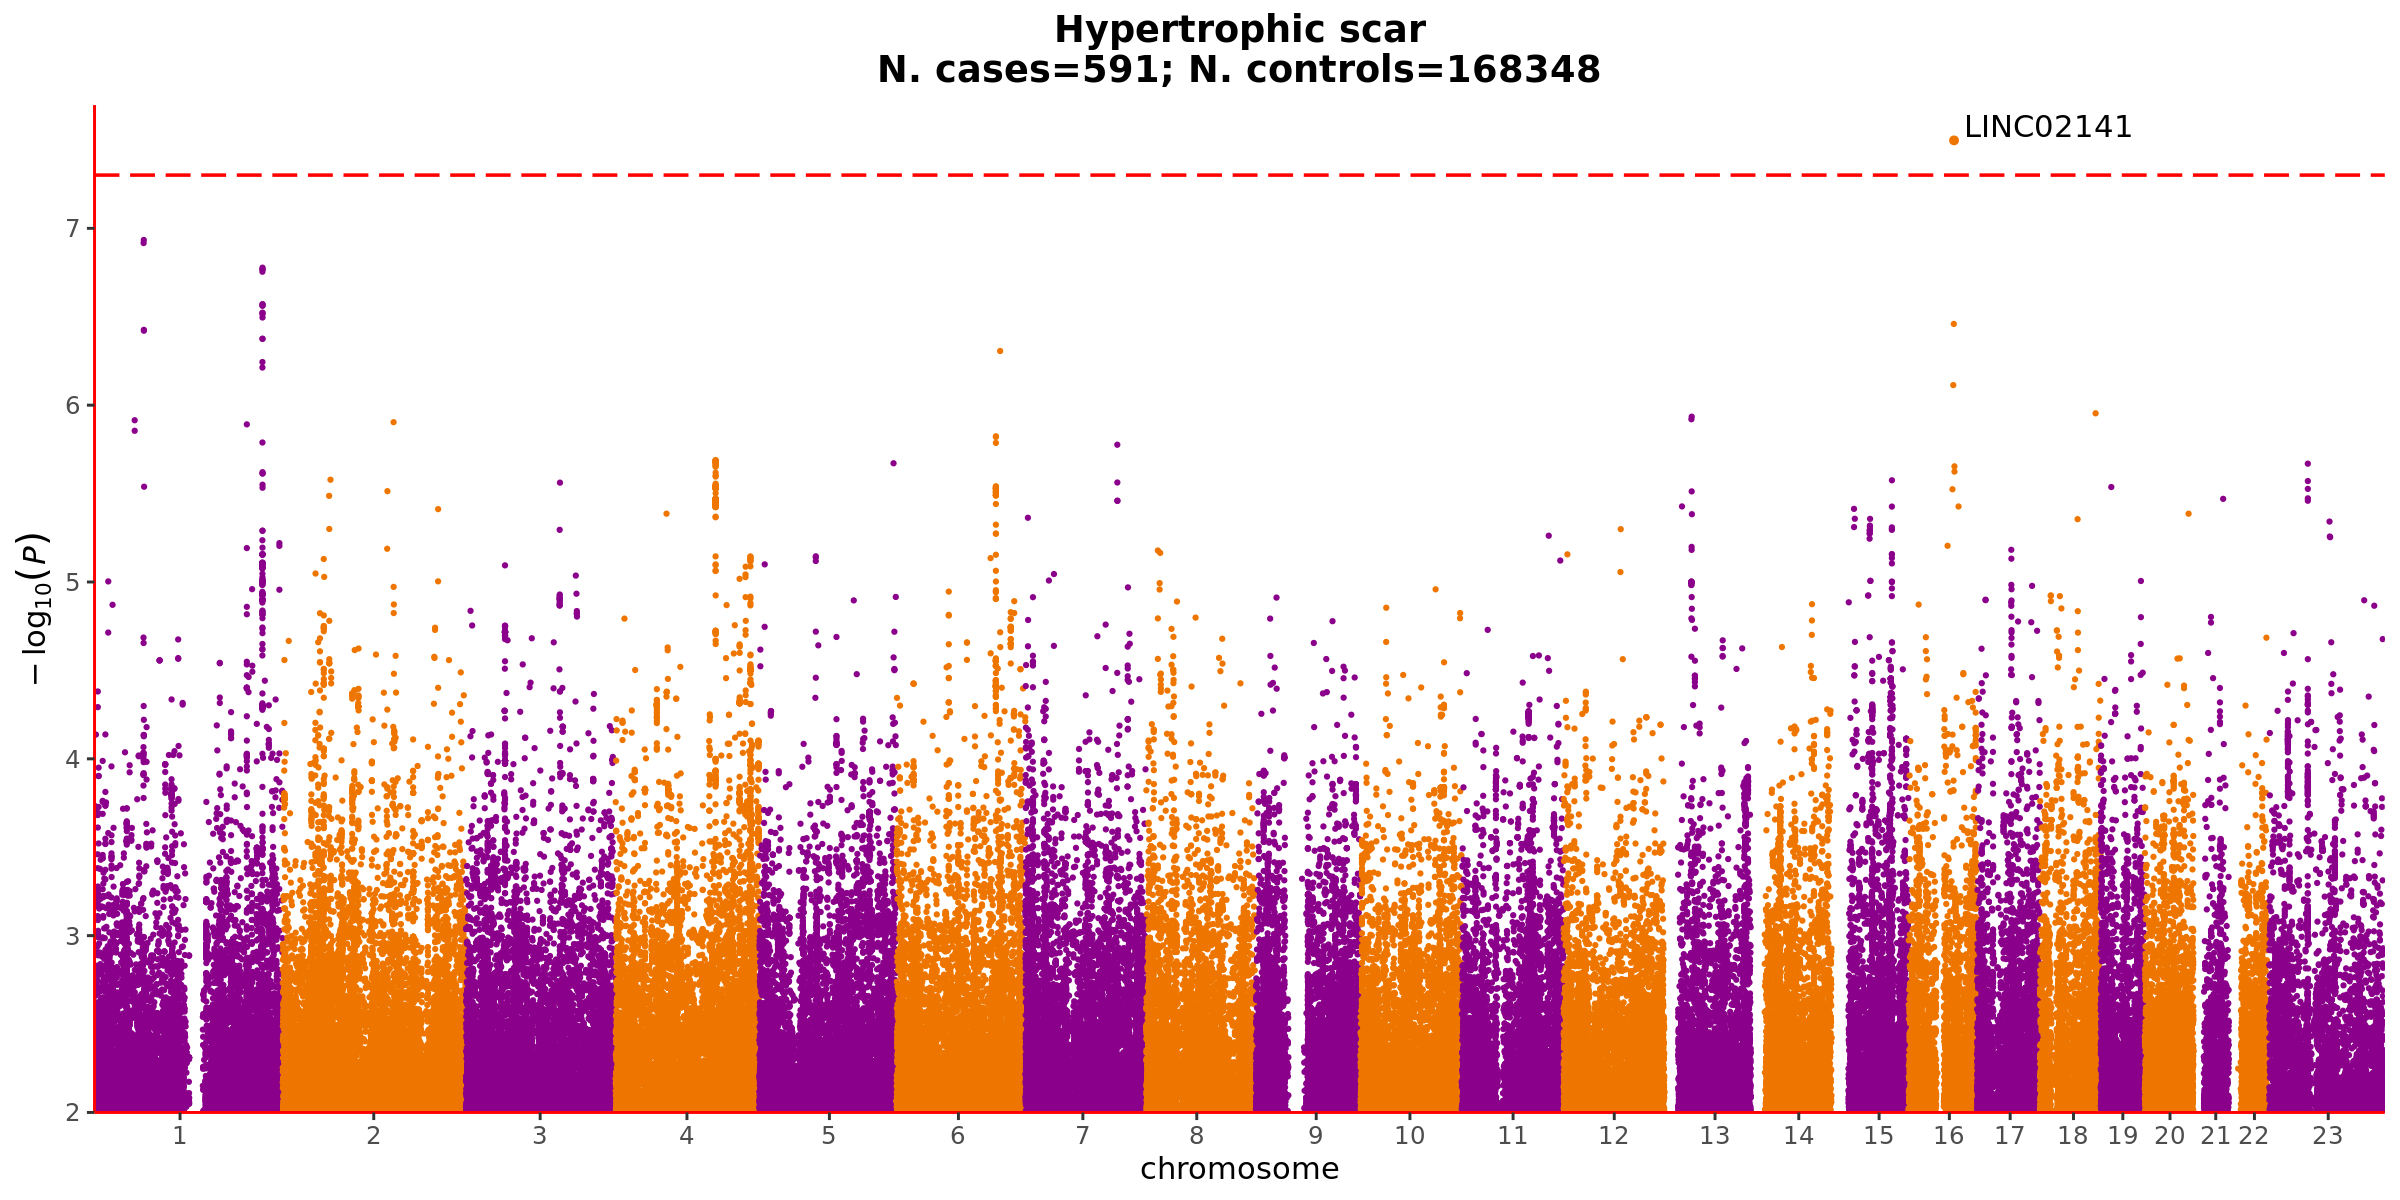 Hypertrophic scar
N. cases=591; N. controls=168348
LINC02141
7
6
5
4
3
2
− log10(P)
1 2 3 4 5 6 7 8 9 10 11 12 13 14 15 16 17 18 19 20 21 22 23
chromosome